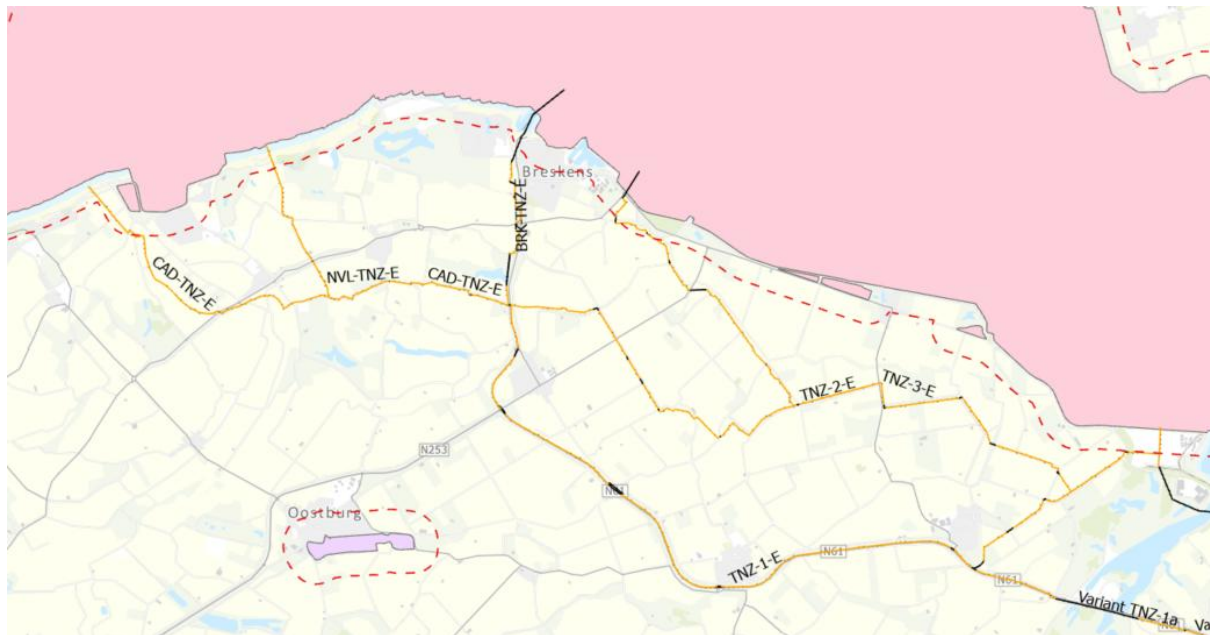 Breskens
BRK-TNZ-E
CAD-TNZ-E
NVL-TNZ-E
CAD-TNZ-E
TNZ-2-E
TNZ-3-E
N253
N61
Oostburg
N61
TNZ-1-E
N61
Variant TNZ-1a
Va